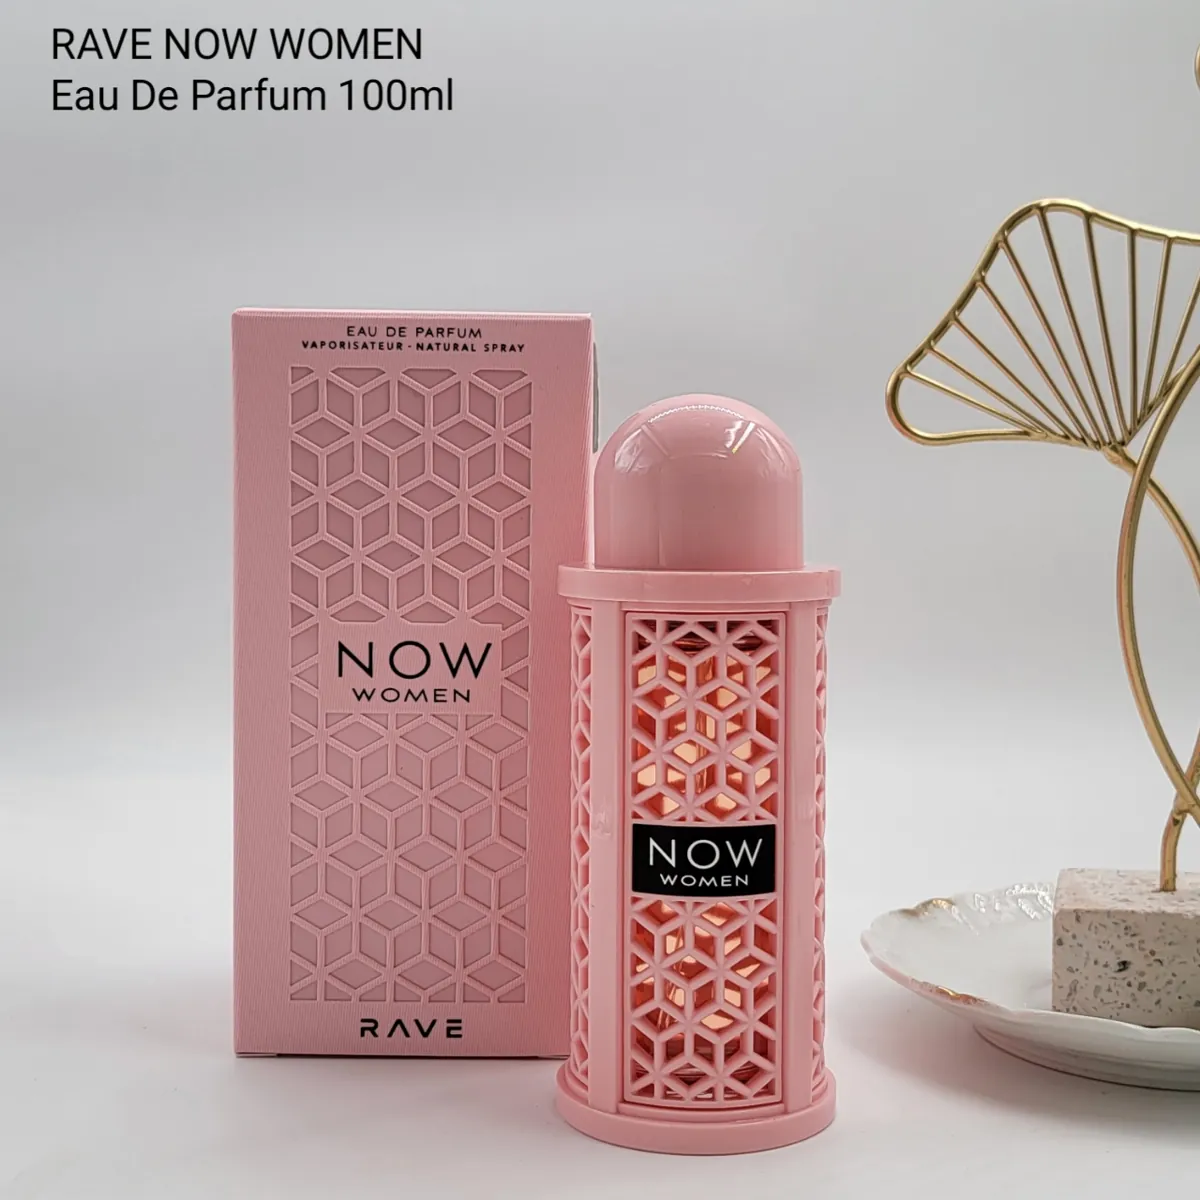 RAVE NOW WOMEN
Eau De Parfum 100ml
EAU DE PARFUM
VAPORISATEUR - NATURAL SPRAY
NOW
WOMEN
RAVE
NOW
WOMEN